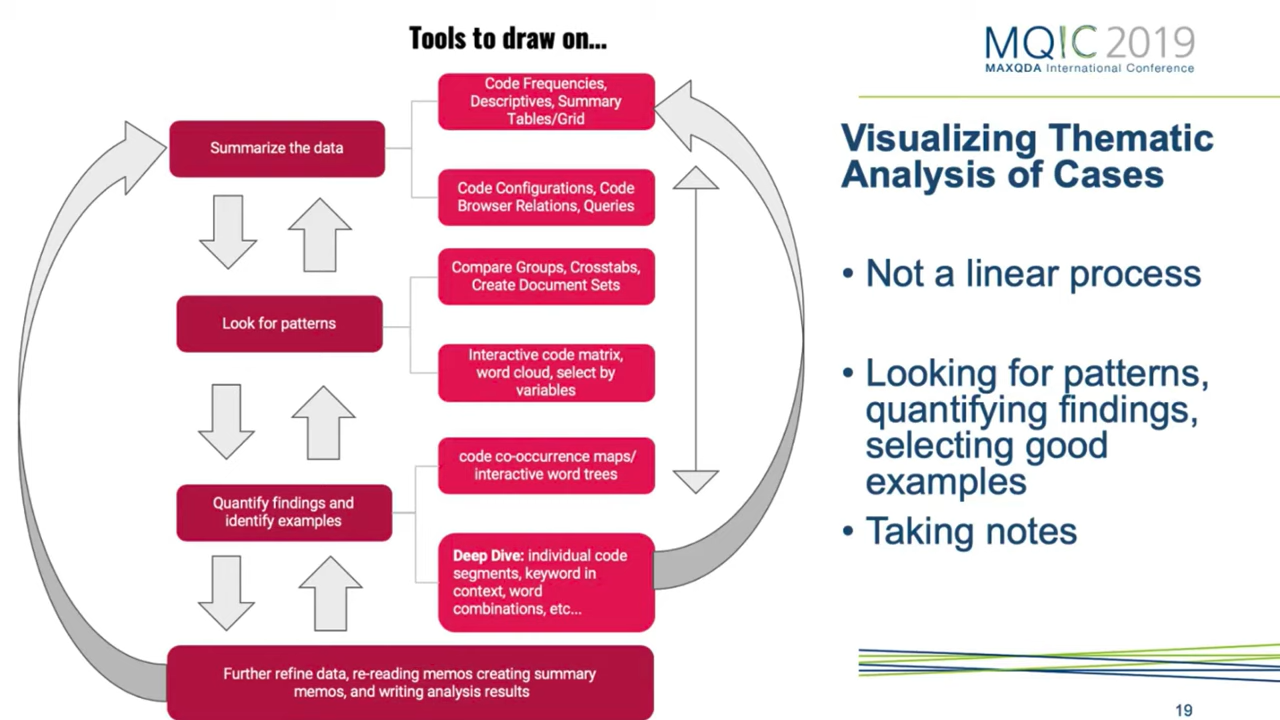 Tools to draw on...
Summarize the data
Code Frequencies,
Descriptives, Summary
Tables/Grid
Code Configurations, Code
Browser Relations, Queries
Look for patterns
Compare Groups, Crosstabs,
Create Document Sets
Interactive code matrix,
word cloud, select by
variables
Quantify findings and
identify examples
code co-occurrence maps/
interactive word trees
Deep Dive: individual code
segments, keyword in
context, word
combinations, etc...
Further refine data, re-reading memos creating summary
memos, and writing analysis results
MQIC 2019
MAXQDA International Conference
Visualizing Thematic
Analysis of Cases
• Not a linear process
• Looking for patterns,
quantifying findings,
selecting good
examples
• Taking notes
19